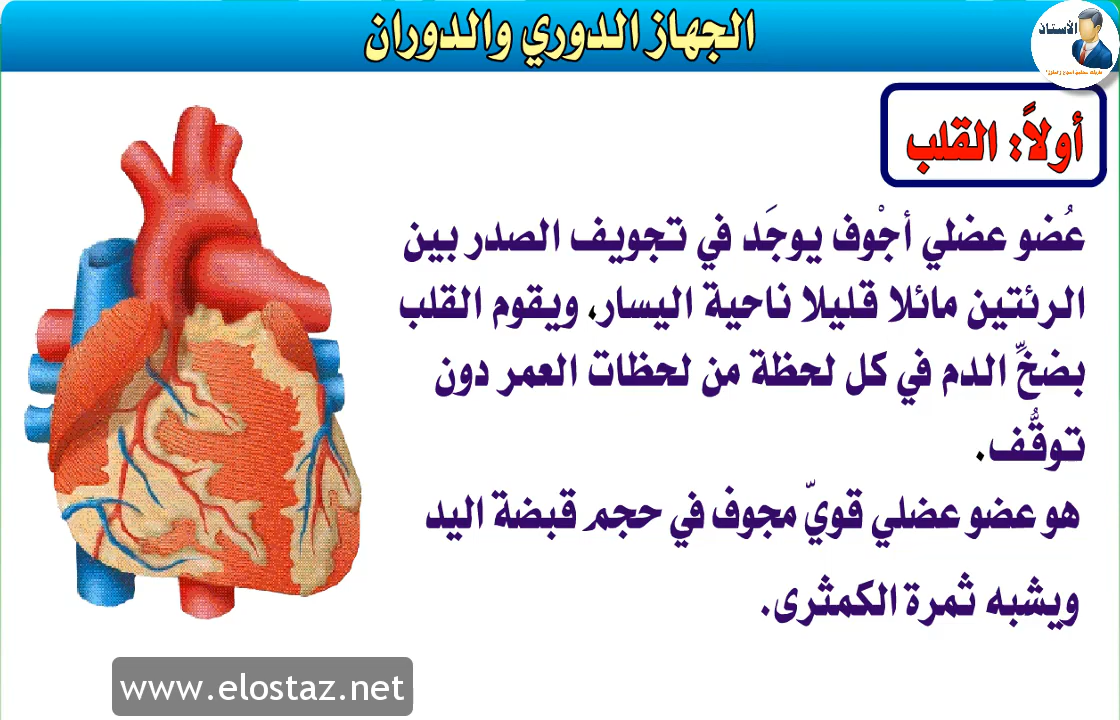 الجهاز الدوري والدوران
الأستاذ
أولاً: القلب
عُضو عضلي أجْوف يوجَد في تجويف الصدر بين
الرئتين مائلا قليلا ناحية اليسار، ويقوم القلب
بضخِّ الدم في كل لحظة من لحظات العمر دون
توقُّف.
هو عضو عضلي قويّ مجوف في حجم قبضة اليد
ويشبه ثمرة الكمثرى.
www.elostaz.net